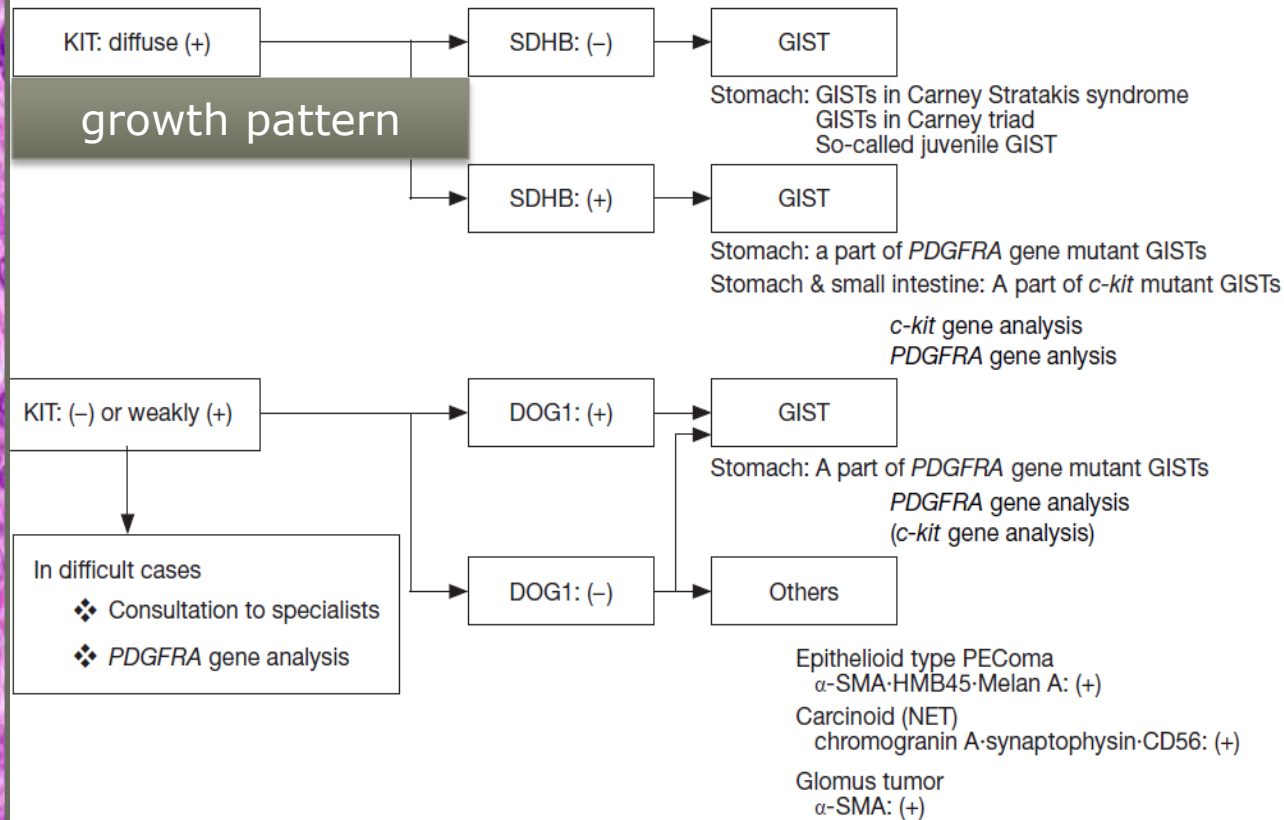 KIT: diffuse (+)
SDHB: (–)
GIST
growth pattern
Stomach: GISTs in Carney Stratakis syndrome
GISTs in Carney triad
So-called juvenile GIST
SDHB: (+)
GIST
Stomach: a part of PDGFRA gene mutant GISTs
Stomach & small intestine: A part of c-kit mutant GISTs
c-kit gene analysis
PDGFRA gene anlysis
KIT: (–) or weakly (+)
DOG1: (+)
GIST
Stomach: A part of PDGFRA gene mutant GISTs
PDGFRA gene analysis
(c-kit gene analysis)
In difficult cases
❖ Consultation to specialists
❖ PDGFRA gene analysis
DOG1: (–)
Others
Epithelioid type PEComa
α-SMA·HMB45·Melan A: (+)
Carcinoid (NET)
chromogranin A·synaptophysin·CD56: (+)
Glomus tumor
α-SMA: (+)